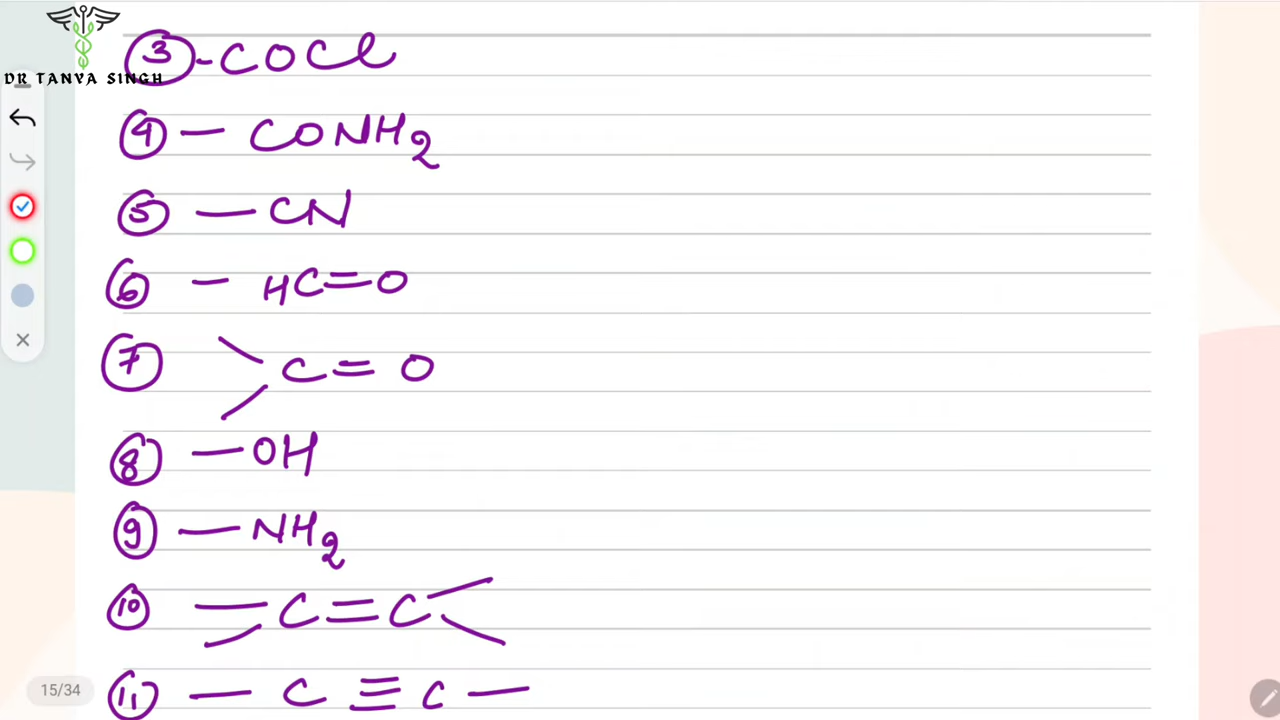 ③ -COCl
DR TANYA SINGH
④ — CONH2
⑤ — CN
⑥ — HC=O
⑦ >C=O
⑧ —OH
⑨ —NH2
⑩ —C=C<
⑪ —C≡C—
15/34